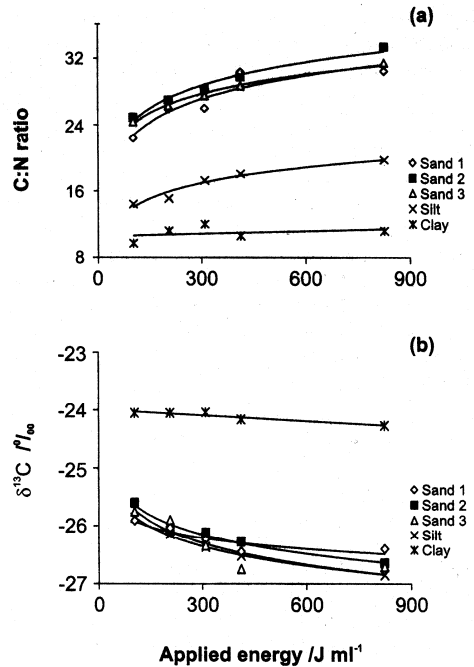 (a)
32
24
16
8
C:N ratio
0 300 600 900
Sand 1
Sand 2
Sand 3
Silt
Clay
(b)
-23
-24
-25
-26
-27
δ¹³C /⁰/₀₀
0 300 600 900
Sand 1
Sand 2
Sand 3
Silt
Clay
Applied energy /J ml⁻¹